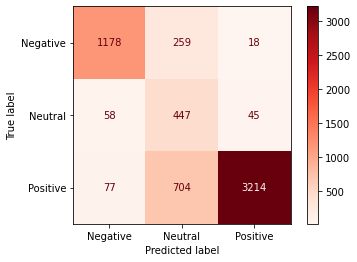 Negative 1178 259 18
Neutral 58 447 45
Positive 77 704 3214
Negative Neutral Positive
Predicted label
True label
3000
2500
2000
1500
1000
500